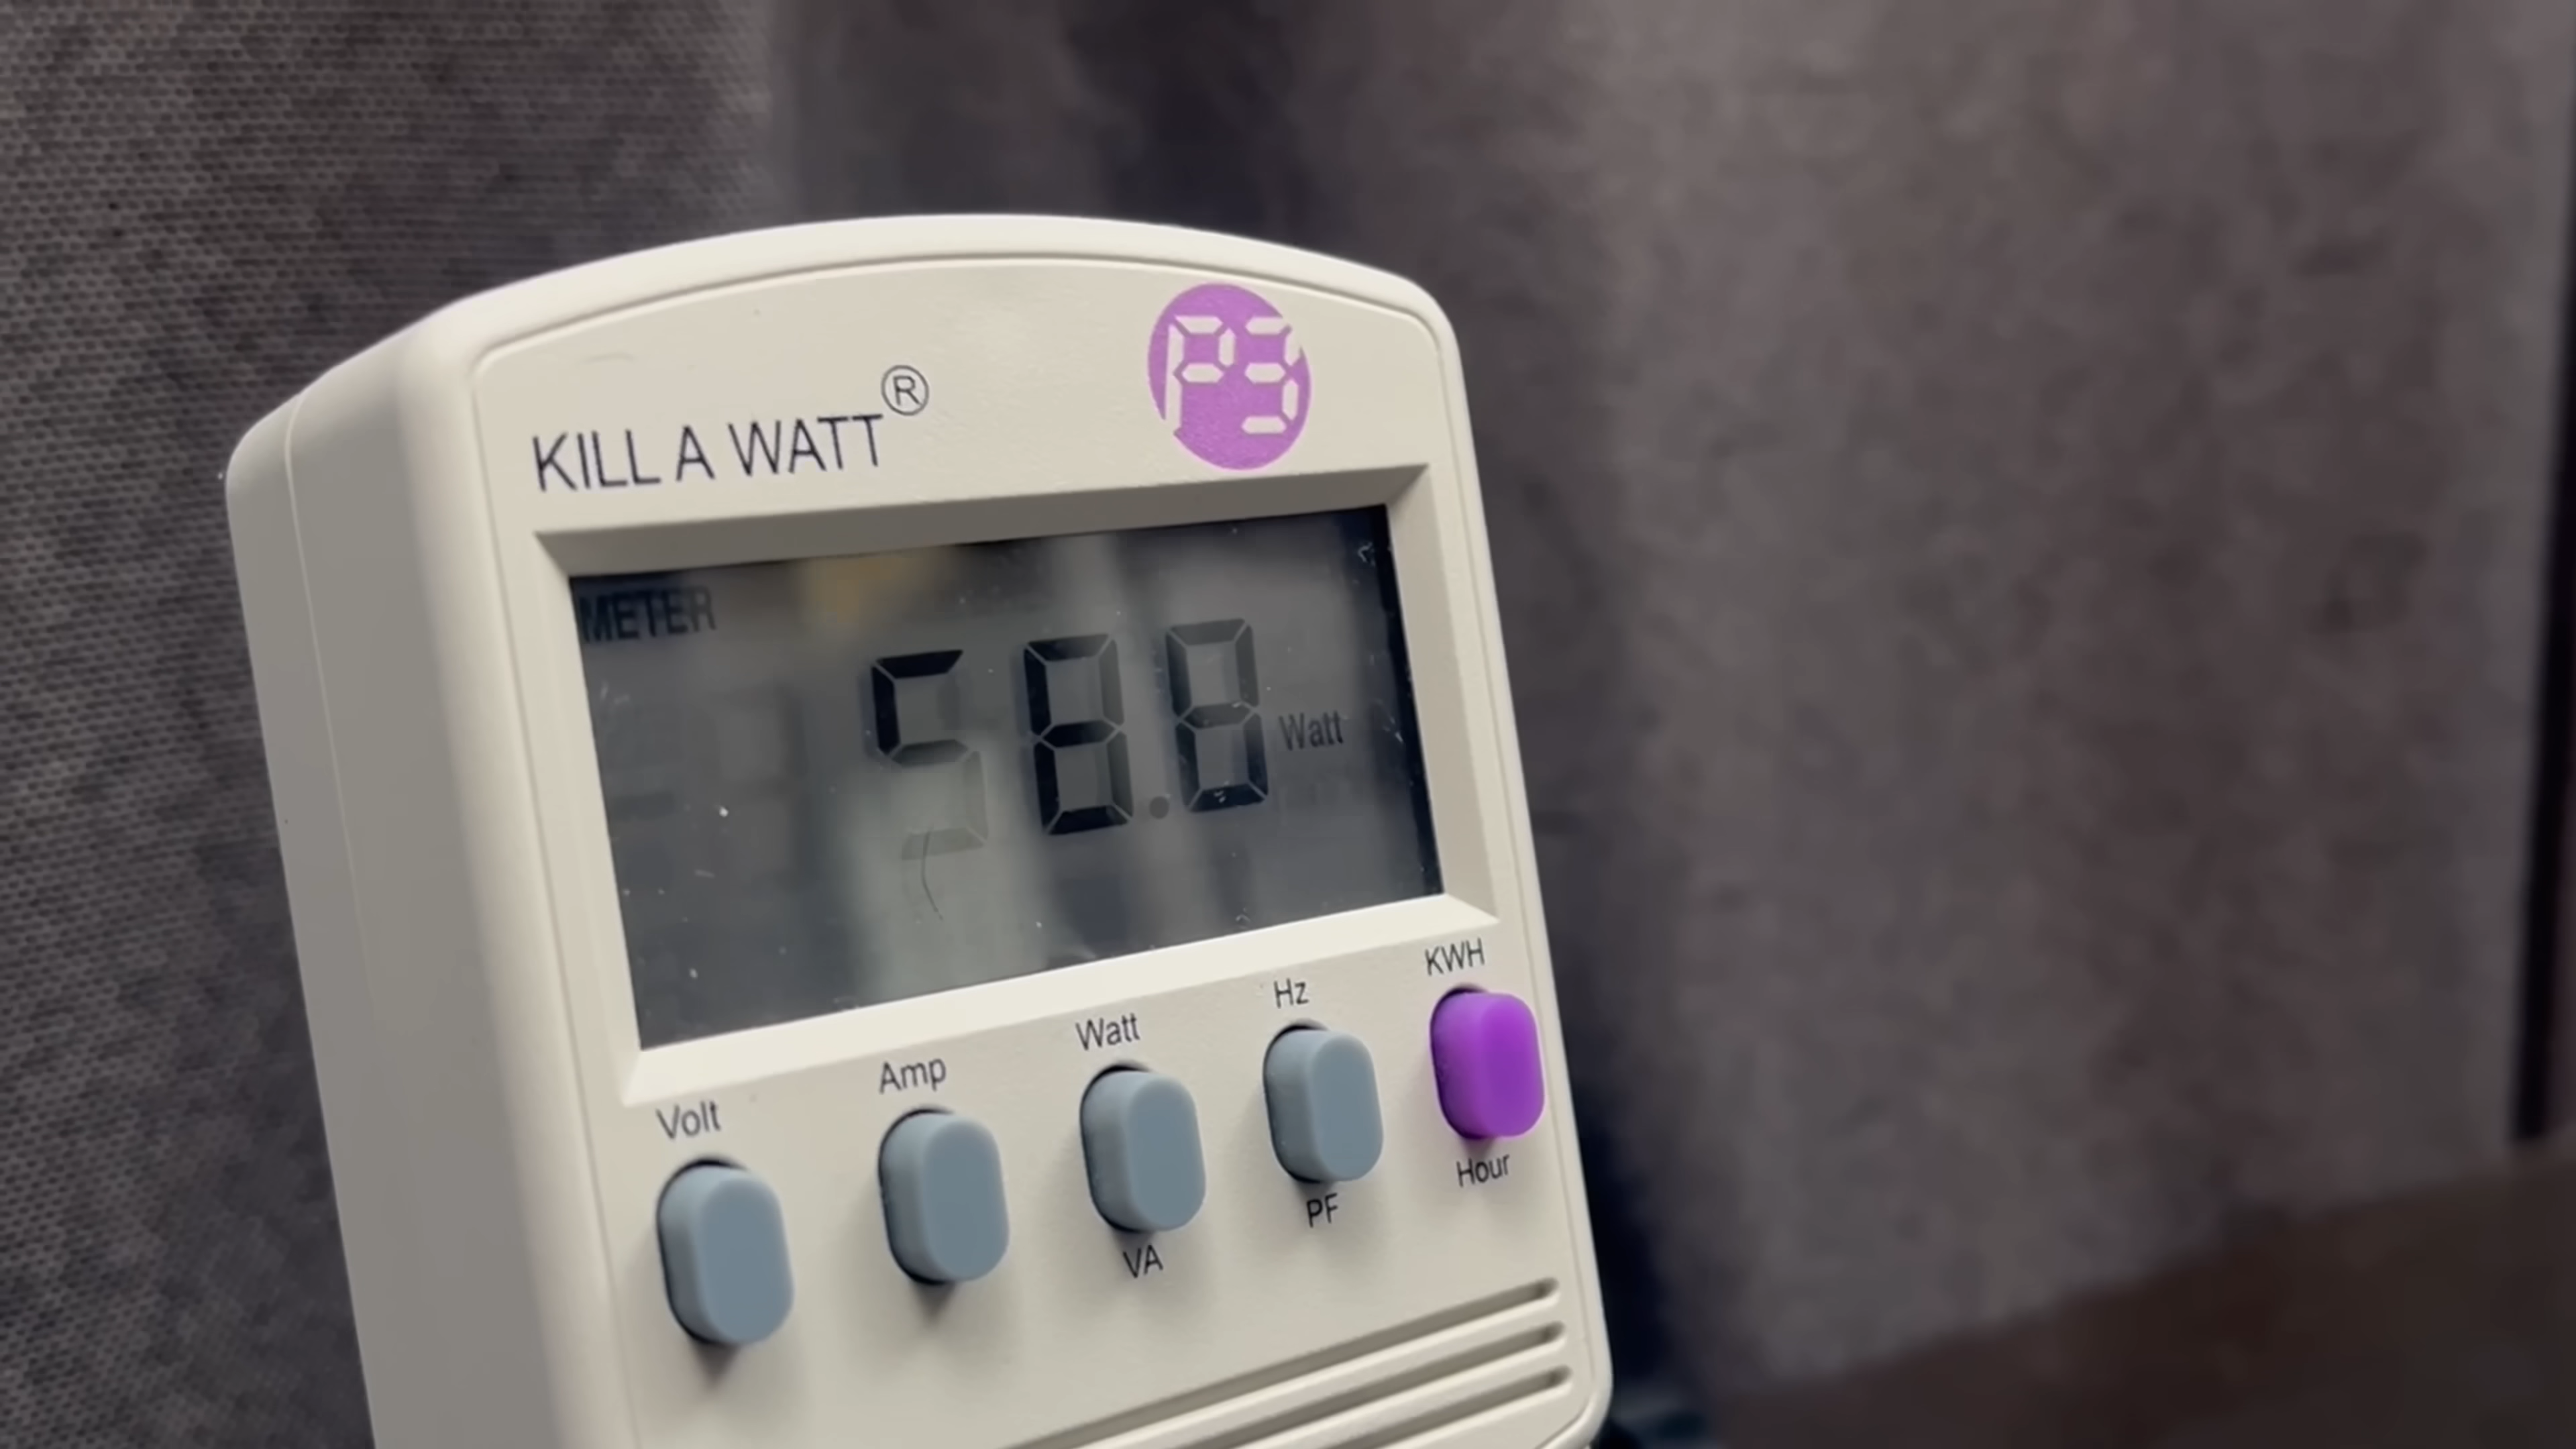 KILL A WATT®
P3
METER
58.8 Watt
Volt
Amp
Watt
VA
Hz
PF
KWH
Hour